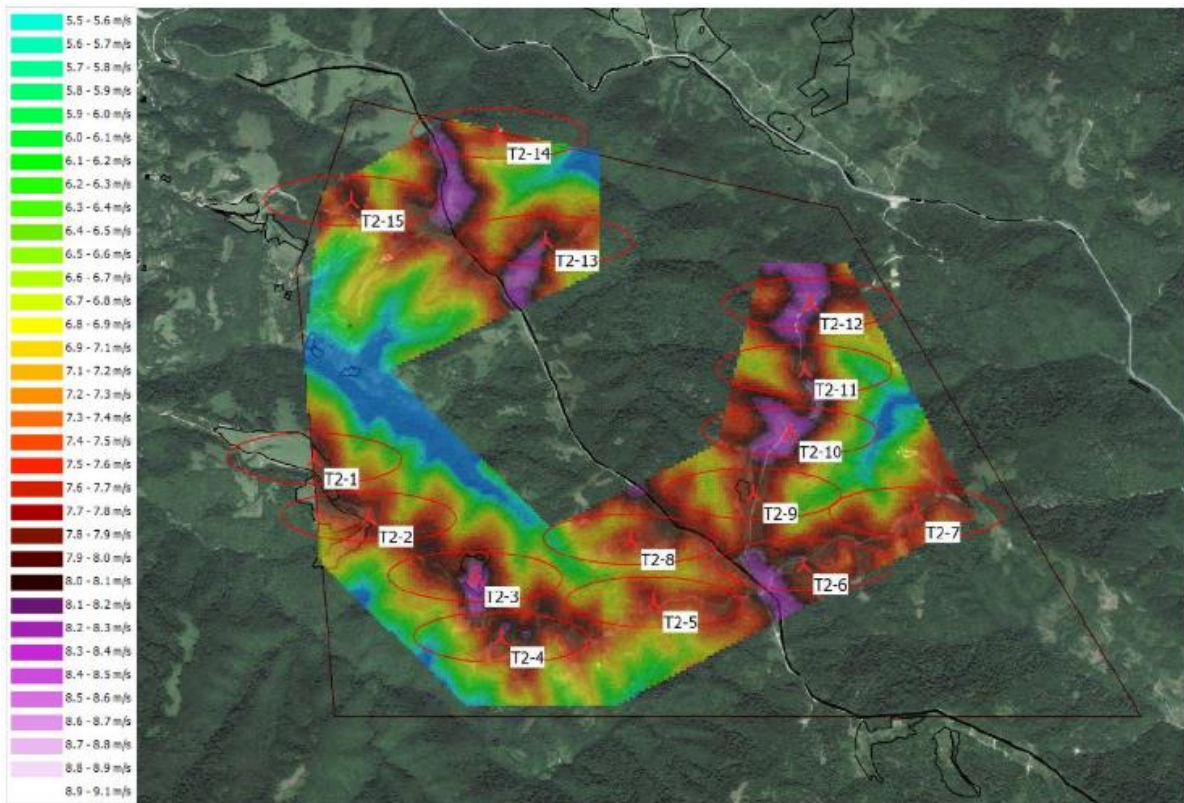 5.5 - 5.6 m/s
5.6 - 5.7 m/s
5.7 - 5.8 m/s
5.8 - 5.9 m/s
5.9 - 6.0 m/s
6.0 - 6.1 m/s
6.1 - 6.2 m/s
6.2 - 6.3 m/s
6.3 - 6.4 m/s
6.4 - 6.5 m/s
6.5 - 6.6 m/s
6.6 - 6.7 m/s
6.7 - 6.8 m/s
6.8 - 6.9 m/s
6.9 - 7.1 m/s
7.1 - 7.2 m/s
7.2 - 7.3 m/s
7.3 - 7.4 m/s
7.4 - 7.5 m/s
7.5 - 7.6 m/s
7.6 - 7.7 m/s
7.7 - 7.8 m/s
7.8 - 7.9 m/s
7.9 - 8.0 m/s
8.0 - 8.1 m/s
8.1 - 8.2 m/s
8.2 - 8.3 m/s
8.3 - 8.4 m/s
8.4 - 8.5 m/s
8.5 - 8.6 m/s
8.6 - 8.7 m/s
8.7 - 8.8 m/s
8.8 - 8.9 m/s
8.9 - 9.1 m/s
T2-14
T2-15
T2-13
T2-12
T2-11
T2-10
T2-1
T2-9
T2-7
T2-2
T2-8
T2-6
T2-3
T2-5
T2-4